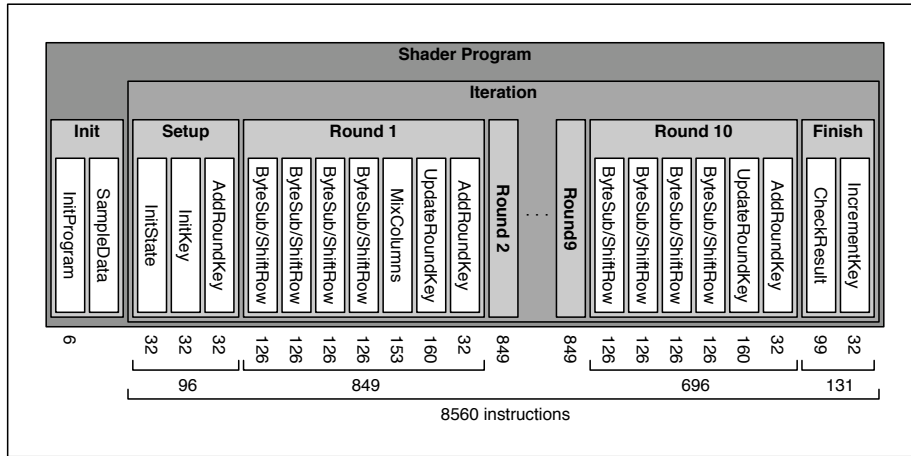 Shader Program
Iteration
Init
Setup
Round 1
Round 2
. . .
Round9
Round 10
Finish
InitProgram
SampleData
InitState
InitKey
AddRoundKey
ByteSub/ShiftRow
ByteSub/ShiftRow
ByteSub/ShiftRow
ByteSub/ShiftRow
MixColumns
UpdateRoundKey
AddRoundKey
ByteSub/ShiftRow
ByteSub/ShiftRow
ByteSub/ShiftRow
ByteSub/ShiftRow
UpdateRoundKey
AddRoundKey
CheckResult
IncrementKey
6 32 32 32 126 126 126 126 153 160 32 849 849 126 126 126 126 160 32 99 32
96 849 696 131
8560 instructions